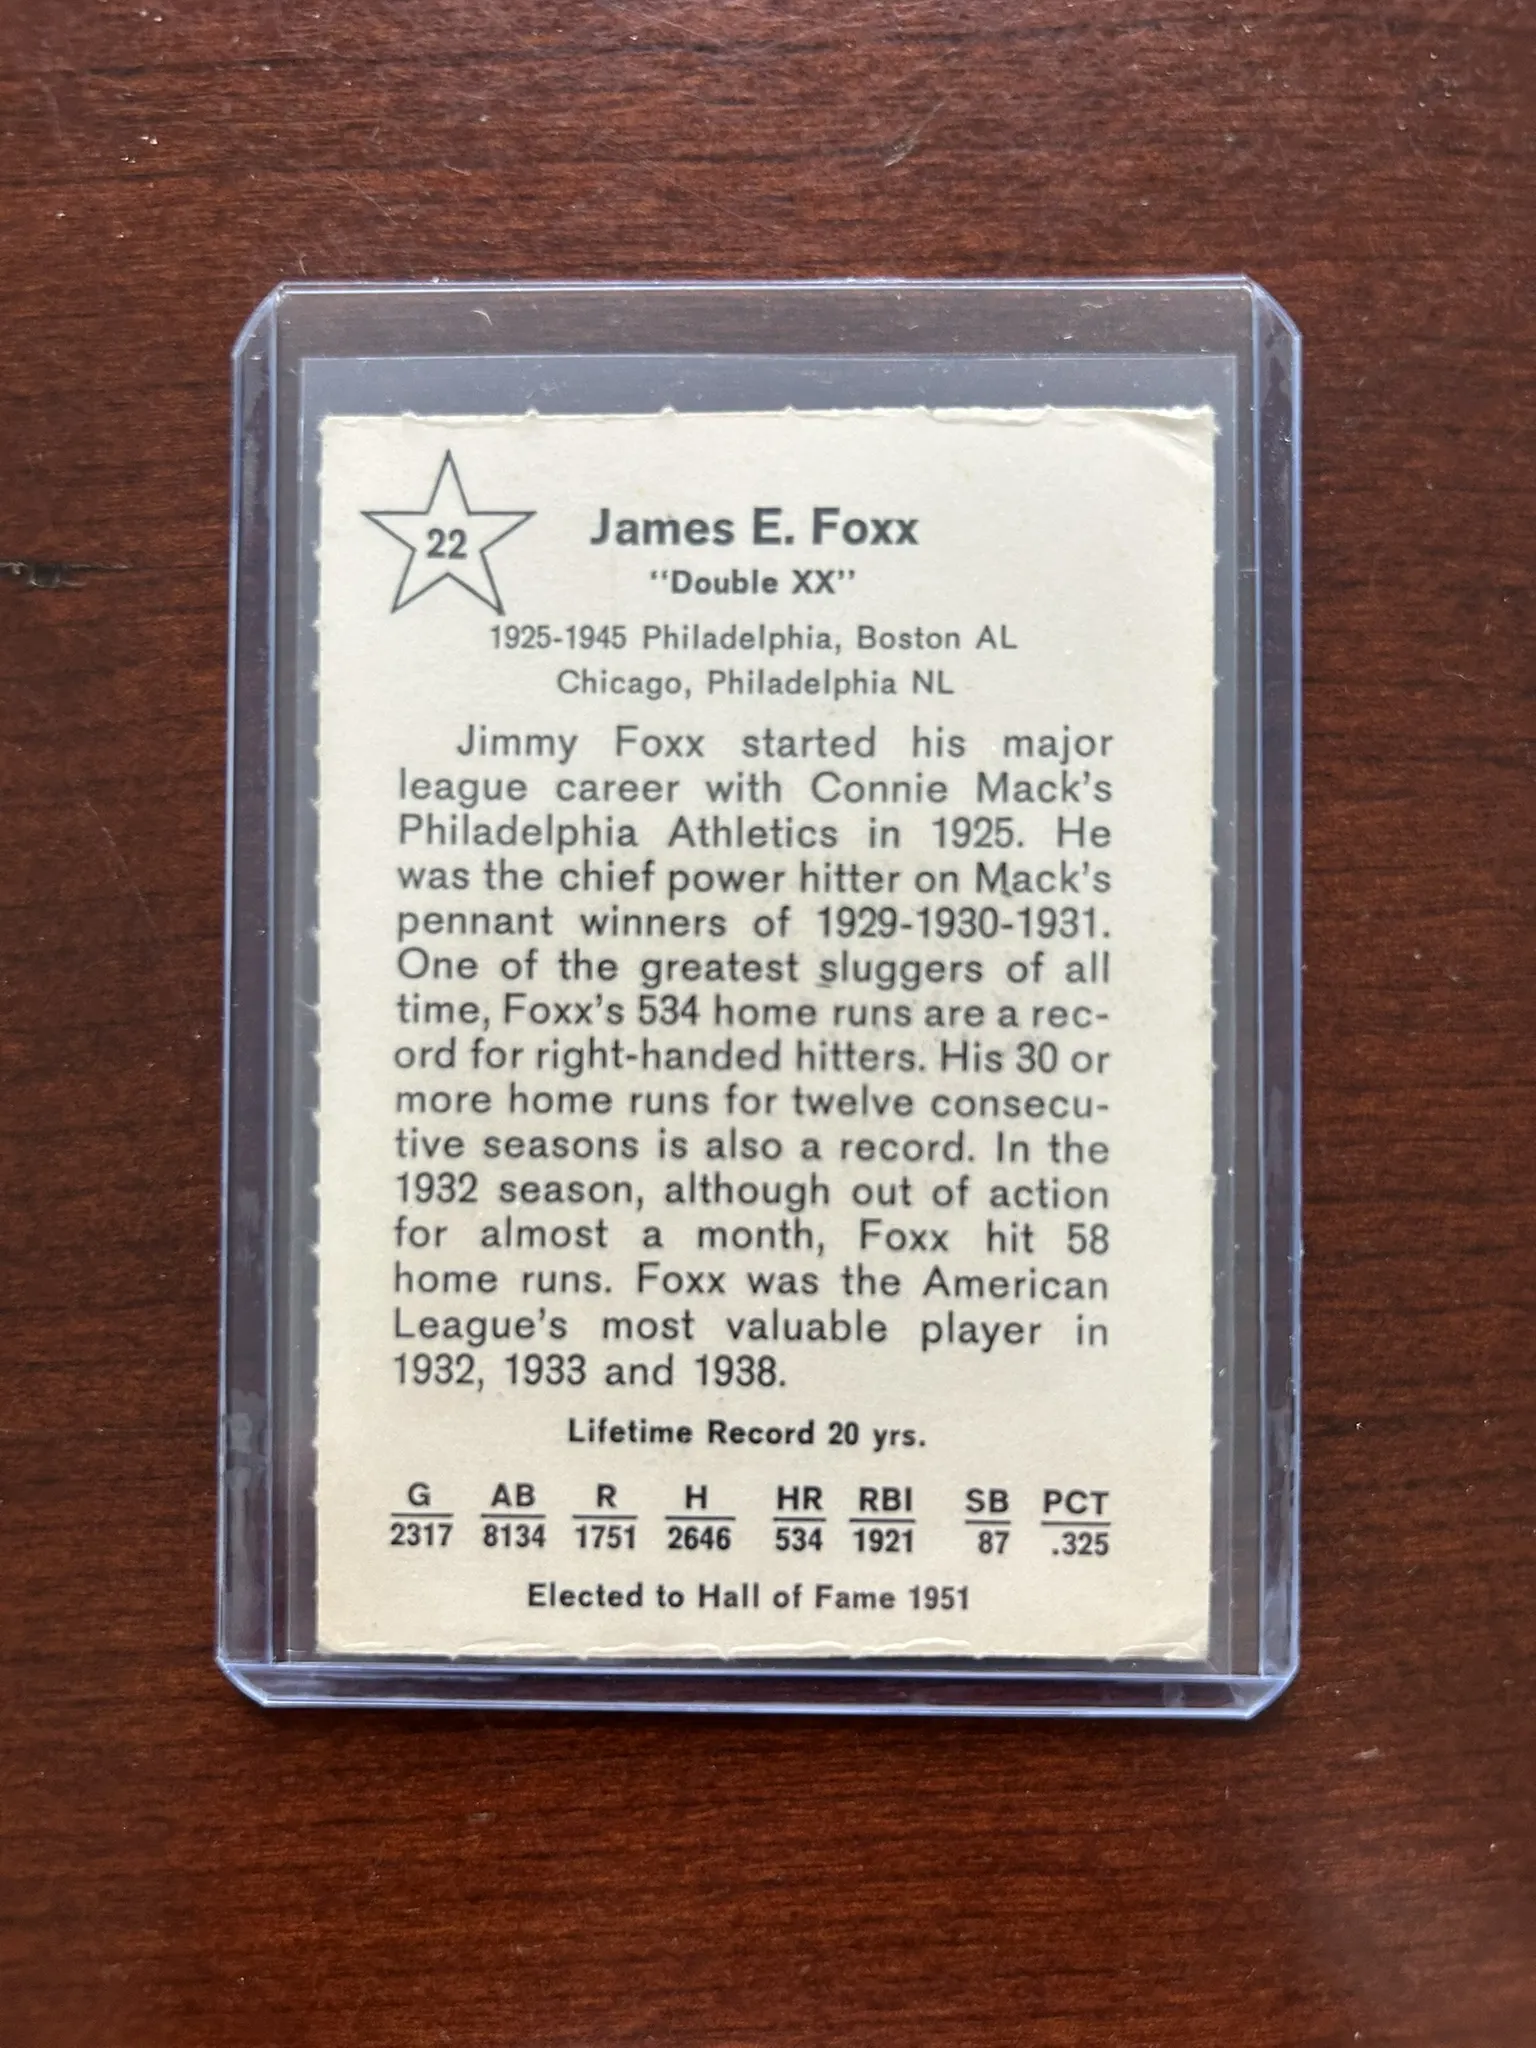 22
James E. Foxx
"Double XX"
1925-1945 Philadelphia, Boston AL
Chicago, Philadelphia NL
Jimmy Foxx started his major
league career with Connie Mack's
Philadelphia Athletics in 1925. He
was the chief power hitter on Mack's
pennant winners of 1929-1930-1931.
One of the greatest sluggers of all
time, Foxx's 534 home runs are a rec-
ord for right-handed hitters. His 30 or
more home runs for twelve consecu-
tive seasons is also a record. In the
1932 season, although out of action
for almost a month, Foxx hit 58
home runs. Foxx was the American
League's most valuable player in
1932, 1933 and 1938.
Lifetime Record 20 yrs.
G AB R H HR RBI SB PCT
2317 8134 1751 2646 534 1921 87 .325
Elected to Hall of Fame 1951